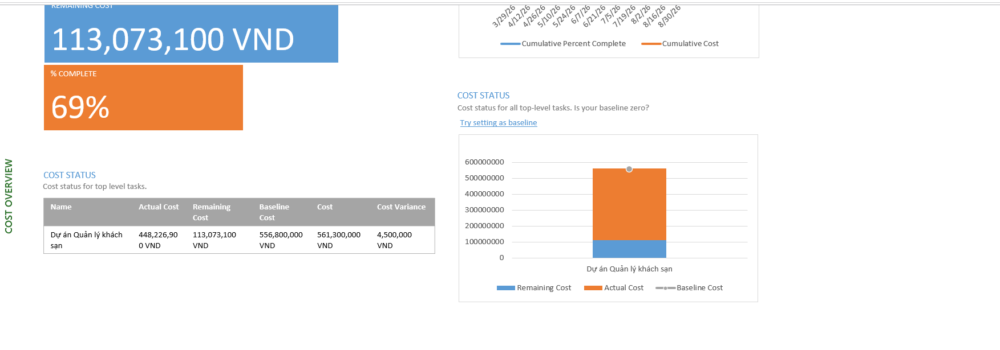 REMAINING COST
113,073,100 VND
% COMPLETE
69%
COST OVERVIEW
COST STATUS
Cost status for top level tasks.
Name Actual Cost Remaining Cost Baseline Cost Cost Cost Variance
Dự án Quản lý khách sạn 448,226,900 VND 113,073,100 VND 556,800,000 VND 561,300,000 VND 4,500,000 VND
3/29/26 4/12/26 4/26/26 5/10/26 5/24/26 6/7/26 6/21/26 7/5/26 7/19/26 8/2/26 8/16/26 8/30/26
Cumulative Percent Complete Cumulative Cost
COST STATUS
Cost status for all top-level tasks. Is your baseline zero?
Try setting as baseline
600000000
500000000
400000000
300000000
200000000
100000000
0
Dự án Quản lý khách sạn
Remaining Cost Actual Cost Baseline Cost